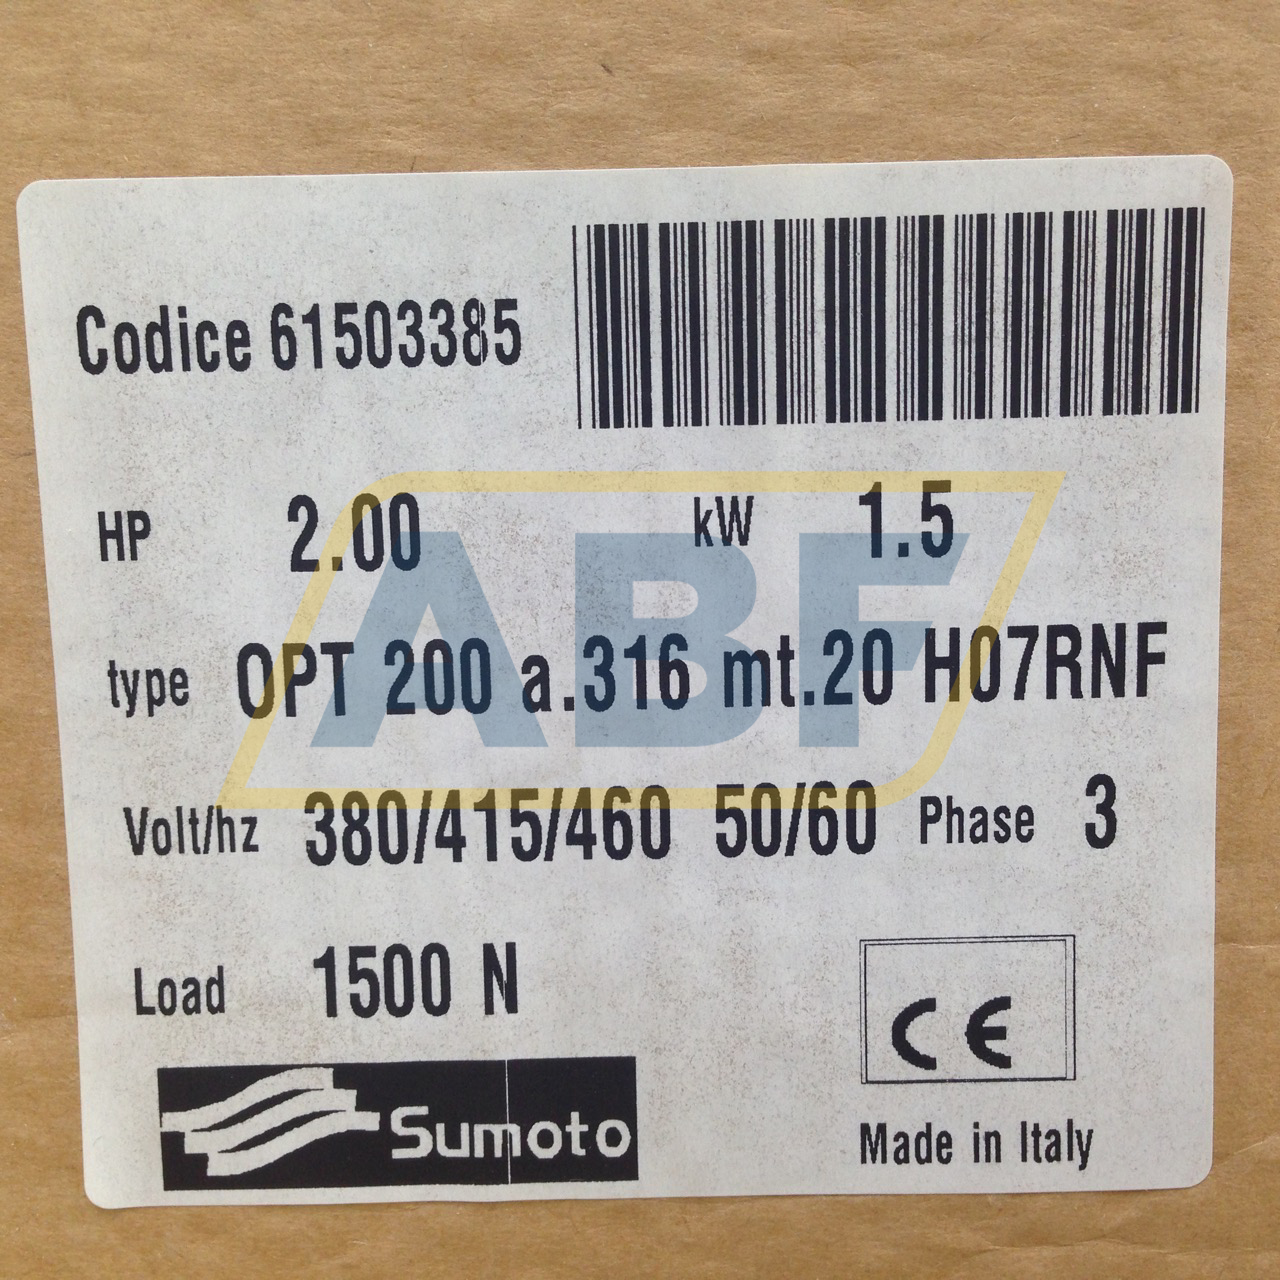 Codice 61503385
HP 2.00 kW 1.5
type OPT 200 a.316 mt.20 H07RNF
Volt/hz 380/415/460 50/60 Phase 3
Load 1500 N
CE
Sumoto
Made in Italy
ABF